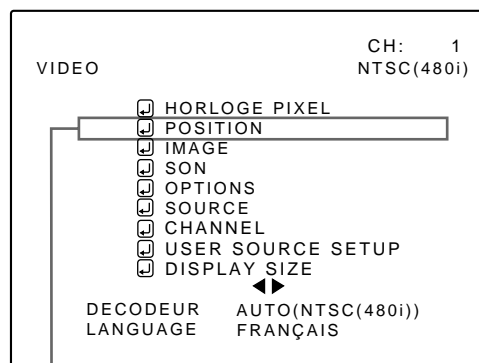 CH: 1
VIDEO NTSC(480i)
HORLOGE PIXEL
POSITION
IMAGE
SON
OPTIONS
SOURCE
CHANNEL
USER SOURCE SETUP
DISPLAY SIZE
DECODEUR AUTO(NTSC(480i))
LANGUAGE FRANÇAIS